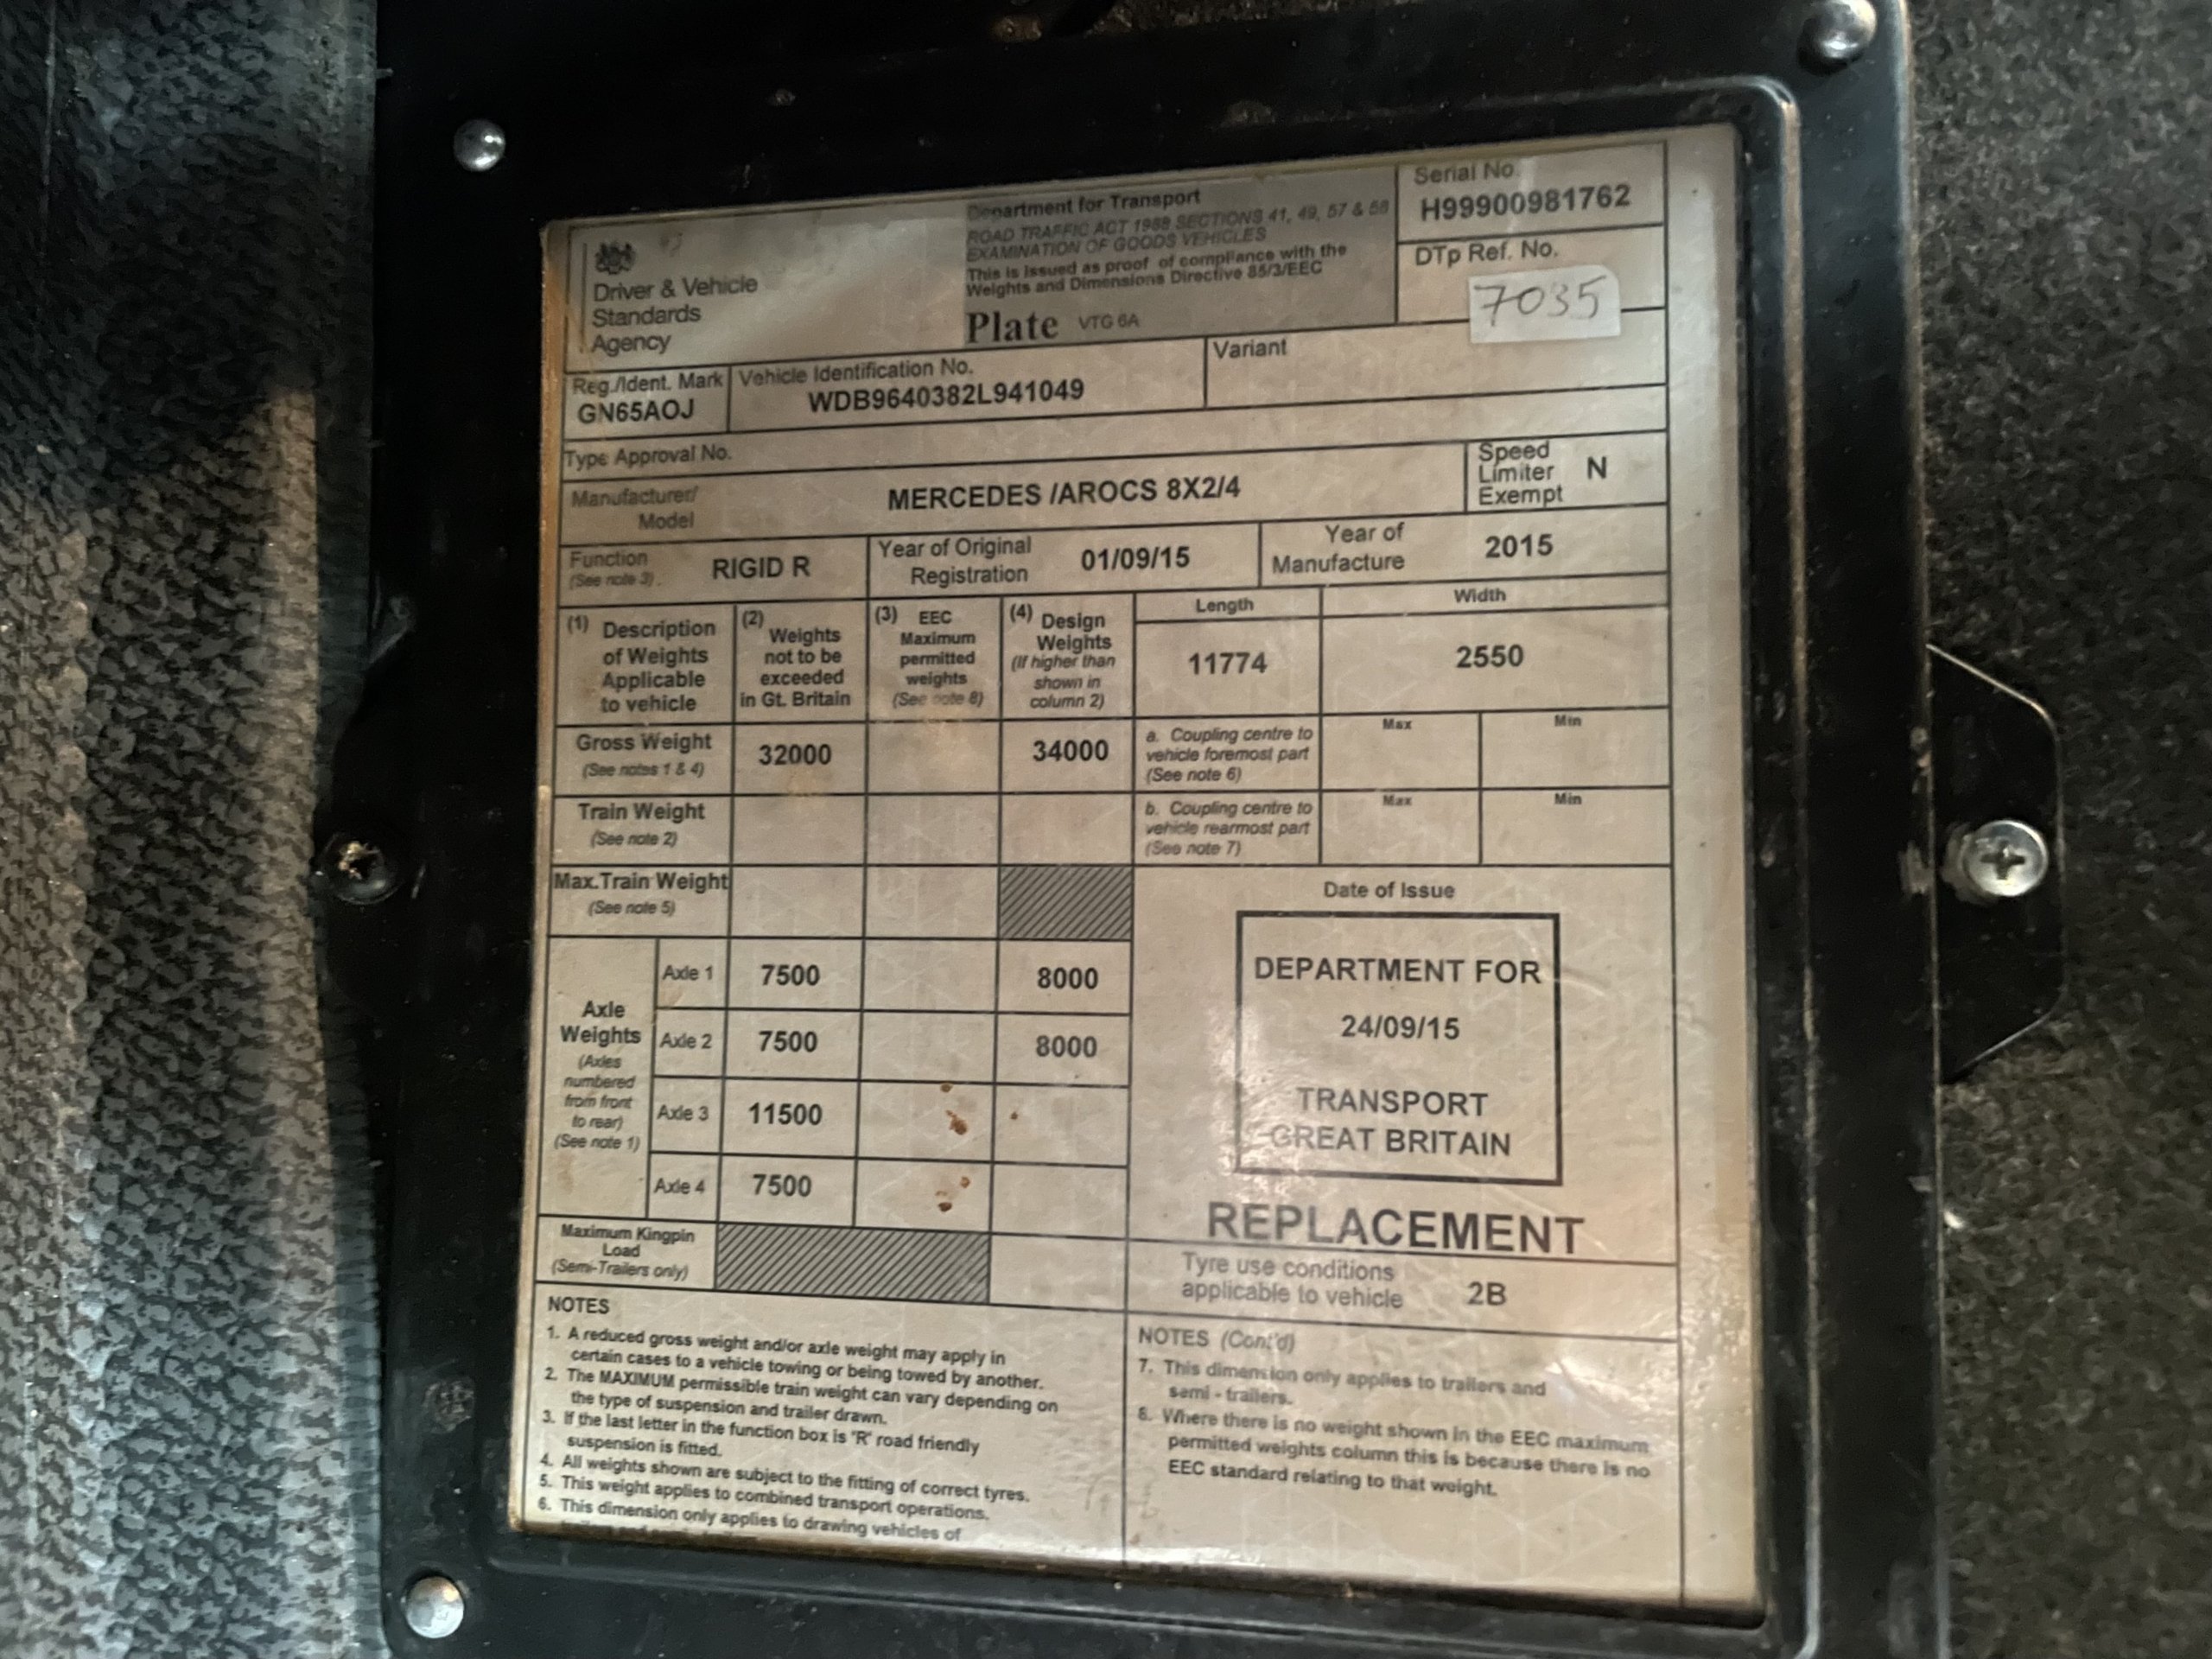 Driver & Vehicle
Standards
Agency
Department for Transport
ROAD TRAFFIC ACT 1988 SECTIONS 41, 49, 57 & 58
EXAMINATION OF GOODS VEHICLES
This is issued as proof of compliance with the
Weights and Dimensions Directive 85/3/EEC
Plate VTG 6A
Serial No.
H99900981762
DTp Ref. No.
7035
Reg./Ident. Mark
GN65AOJ
Vehicle Identification No.
WDB9640382L941049
Variant
Type Approval No.
Manufacturer/
Model
MERCEDES /AROCS 8X2/4
Speed
Limiter
Exempt
N
Function
(See note 3).
RIGID R
Year of Original
Registration
01/09/15
Year of
Manufacture
2015
(1) Description
of Weights
Applicable
to vehicle
(2)
Weights
not to be
exceeded
in Gt. Britain
(3) EEC
Maximum
permitted
weights
(See note 8)
(4) Design
Weights
(If higher than
shown in
column 2)
Length
11774
Width
2550
Gross Weight
(See notes 1 & 4)
32000
34000
a. Coupling centre to
vehicle foremost part
(See note 6)
Max
Min
Train Weight
(See note 2)
b. Coupling centre to
vehicle rearmost part
(See note 7)
Max
Min
Max.Train Weight
(See note 5)
Axle
Weights
(Axles
numbered
from front
to rear)
(See note 1)
Axle 1 7500 8000
Axle 2 7500 8000
Axle 3 11500
Axle 4 7500
Maximum Kingpin
Load
(Semi-Trailers only)
Date of Issue
DEPARTMENT FOR
24/09/15
TRANSPORT
GREAT BRITAIN
REPLACEMENT
Tyre use conditions
applicable to vehicle
2B
NOTES
1. A reduced gross weight and/or axle weight may apply in
certain cases to a vehicle towing or being towed by another.
2. The MAXIMUM permissible train weight can vary depending on
the type of suspension and trailer drawn.
3. If the last letter in the function box is 'R' road friendly
suspension is fitted.
4. All weights shown are subject to the fitting of correct tyres.
5. This weight applies to combined transport operations.
6. This dimension only applies to drawing vehicles of
NOTES (Cont'd)
7. This dimension only applies to trailers and
semi - trailers.
8. Where there is no weight shown in the EEC maximum
permitted weights column this is because there is no
EEC standard relating to that weight.